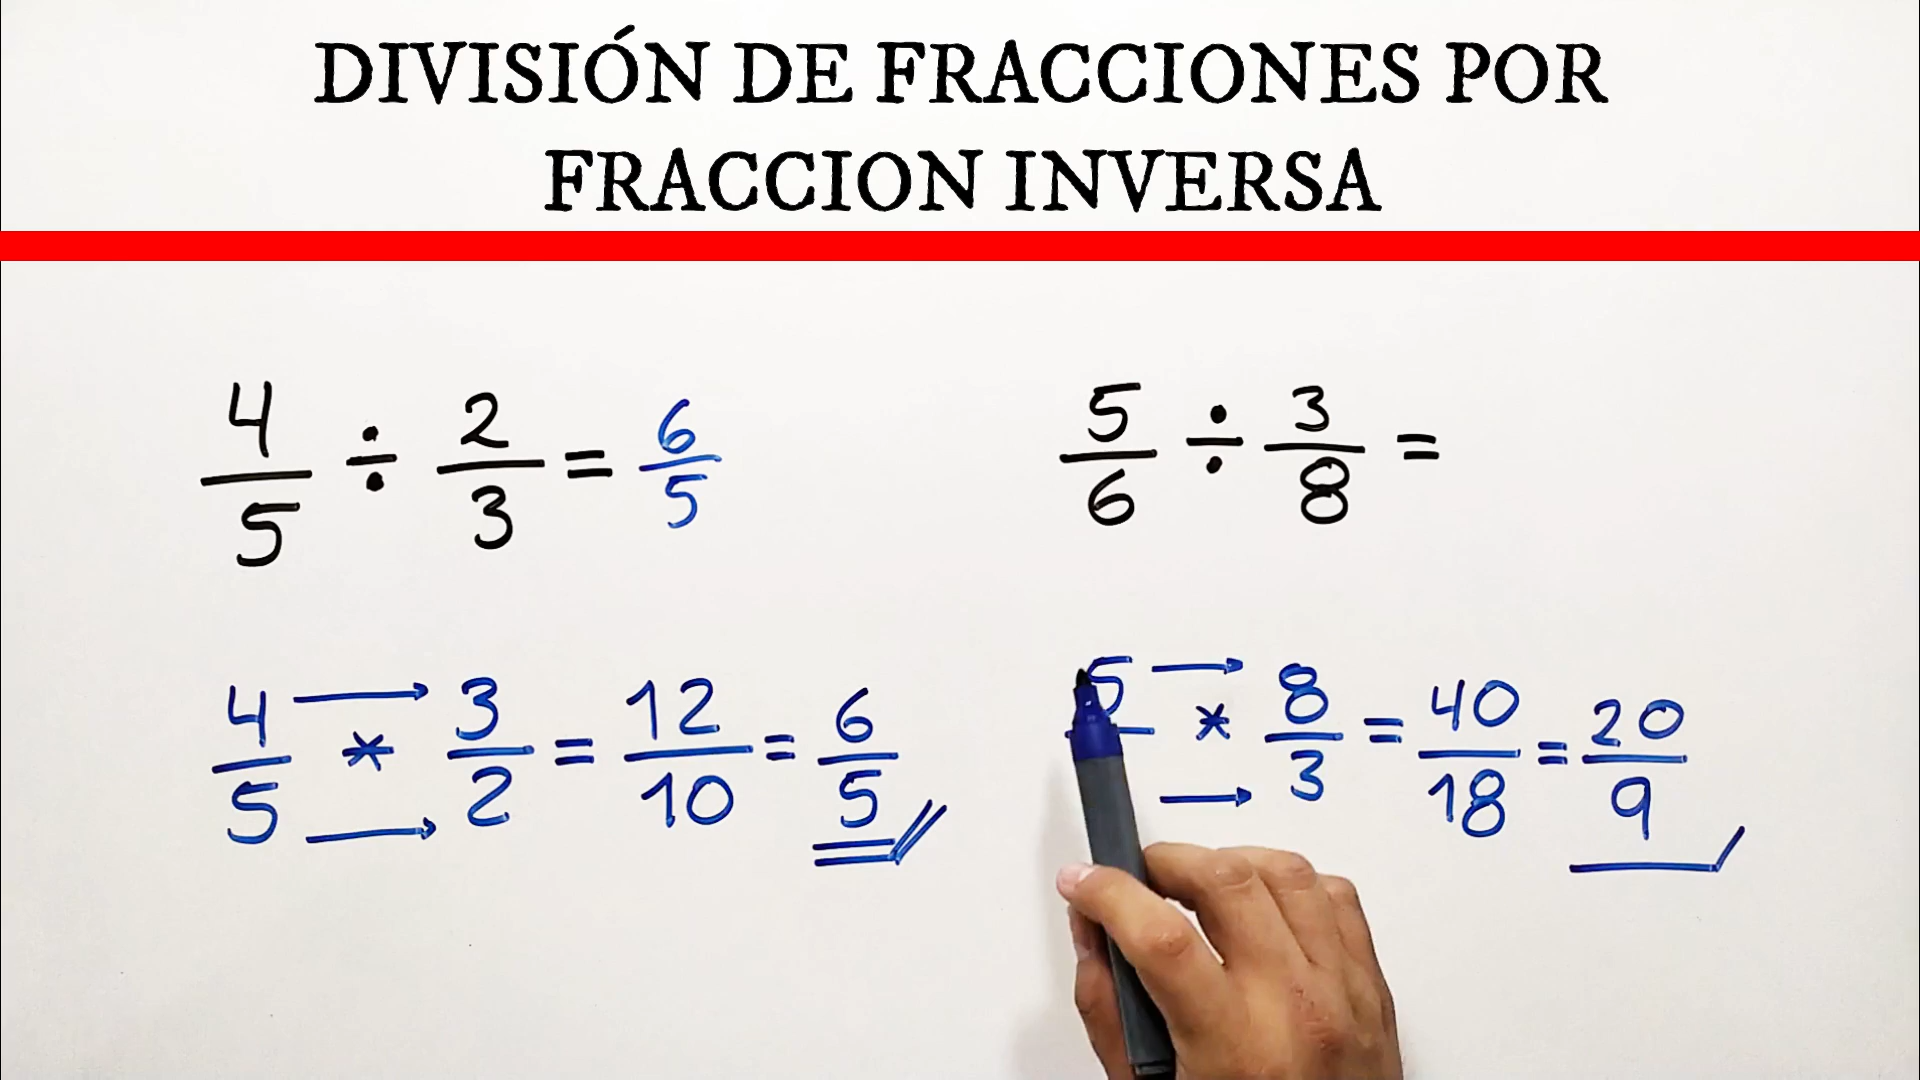 DIVISIÓN DE FRACCIONES POR
FRACCION INVERSA
4/5 ÷ 2/3 = 6/5
4/5 * 3/2 = 12/10 = 6/5
5/6 ÷ 3/8 =
5/ * 8/3 = 40/18 = 20/9